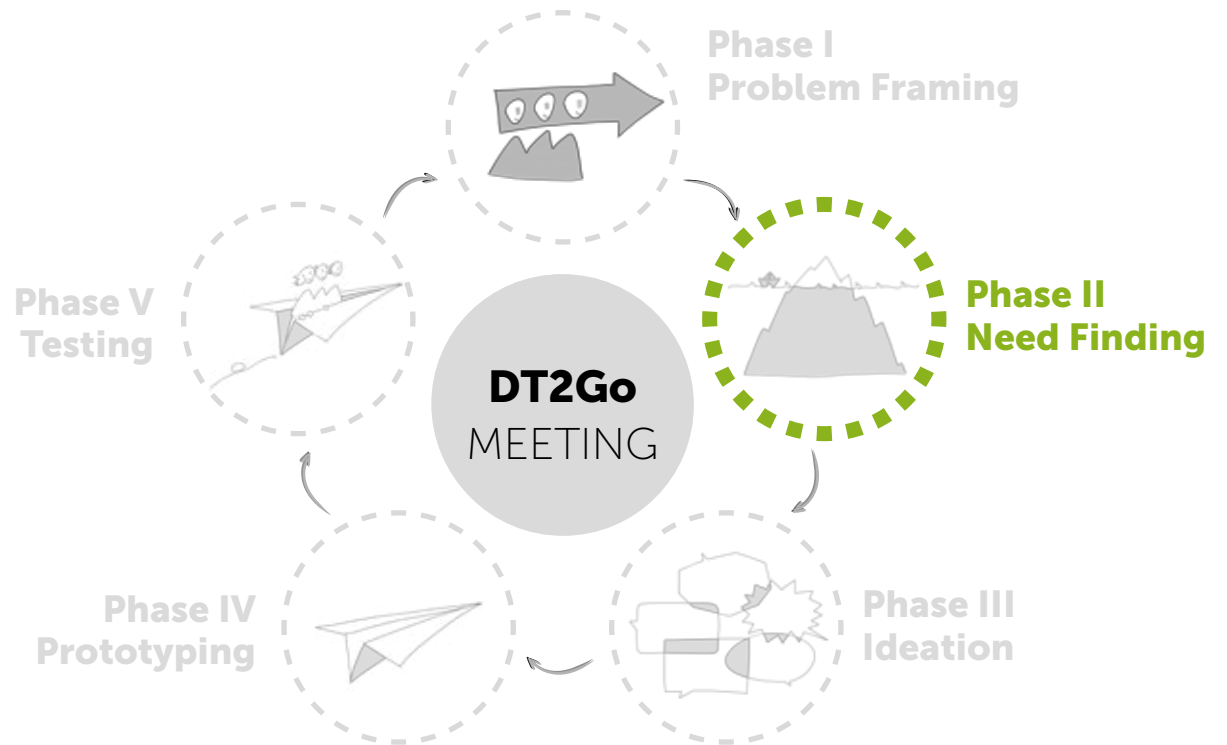 Phase I
Problem Framing
Phase II
Need Finding
Phase V
Testing
DT2Go
MEETING
Phase IV
Prototyping
Phase III
Ideation